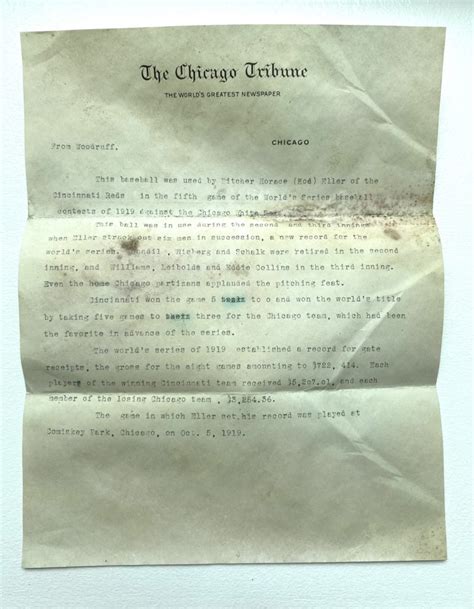 The Chicago Tribune
THE WORLD'S GREATEST NEWSPAPER
From Woodruff.
CHICAGO
This baseball was used by Pitcher Horace (Hod) Eller of the
Cincinnati Reds in the fifth game of the World's Series baseball
contests of 1919 against the Chicago White Sox.
This ball was in use during the second and third innings
when Eller struck out six men in succession, a new record for the
world's series. Gandil, Risberg and Schalk were retired in the second
inning, and Williams, Leibolds and Eddie Collins in the third inning.
Even the home Chicago partizans applauded the pitching feat.
Cincinnati won the game 5 to 0 and won the world's title
by taking five games to three for the Chicago team, which had been
the favorite in advance of the series.
The world's series of 1919 established a record for gate
receipts, the gross for the eight games amounting to $722, 414. Each
players of the winning Cincinnati team received $5,207.01, and each
member of the losing Chicago team , $3,254.36.
The game in which Eller set his record was played at
Comiskey Park, Chicago, on Oct. 5, 1919.